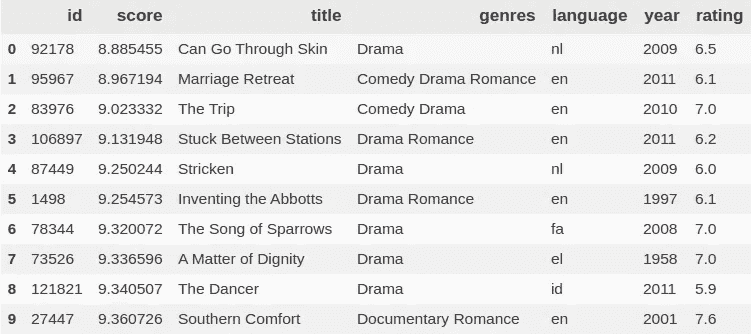 id score title genres language year rating
0 92178 8.885455 Can Go Through Skin Drama nl 2009 6.5
1 95967 8.967194 Marriage Retreat Comedy Drama Romance en 2011 6.1
2 83976 9.023332 The Trip Comedy Drama en 2010 7.0
3 106897 9.131948 Stuck Between Stations Drama Romance en 2011 6.2
4 87449 9.250244 Stricken Drama nl 2009 6.0
5 1498 9.254573 Inventing the Abbotts Drama Romance en 1997 6.1
6 78344 9.320072 The Song of Sparrows Drama fa 2008 7.0
7 73526 9.336596 A Matter of Dignity Drama el 1958 7.0
8 121821 9.340507 The Dancer Drama id 2011 5.9
9 27447 9.360726 Southern Comfort Documentary Romance en 2001 7.6